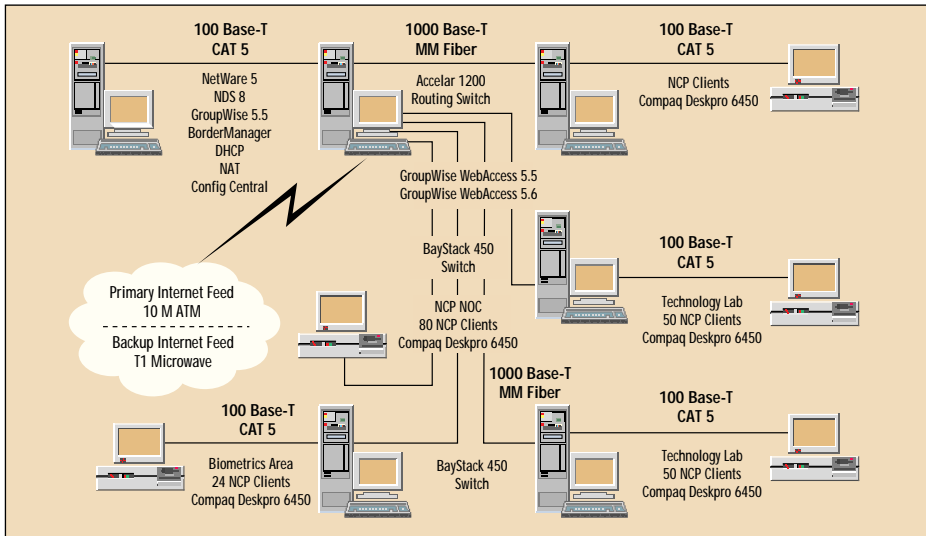 100 Base-T
CAT 5
NetWare 5
NDS 8
GroupWise 5.5
BorderManager
DHCP
NAT
Config Central
1000 Base-T
MM Fiber
Accelar 1200
Routing Switch
100 Base-T
CAT 5
NCP Clients
Compaq Deskpro 6450
GroupWise WebAccess 5.5
GroupWise WebAccess 5.6
BayStack 450
Switch
NCP NOC
80 NCP Clients
Compaq Deskpro 6450
100 Base-T
CAT 5
Technology Lab
50 NCP Clients
Compaq Deskpro 6450
Primary Internet Feed
10 M ATM
Backup Internet Feed
T1 Microwave
100 Base-T
CAT 5
Biometrics Area
24 NCP Clients
Compaq Deskpro 6450
1000 Base-T
MM Fiber
BayStack 450
Switch
100 Base-T
CAT 5
Technology Lab
50 NCP Clients
Compaq Deskpro 6450